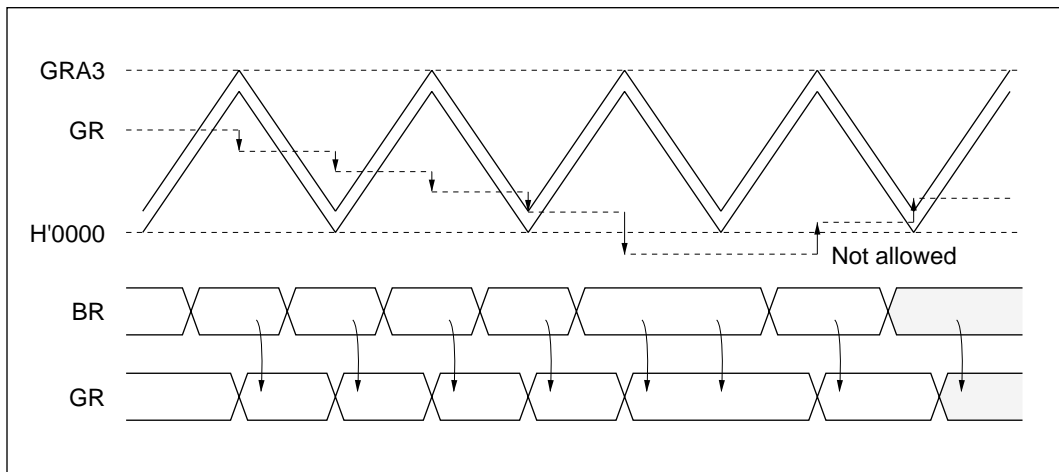 GRA3
GR
H'0000
Not allowed
BR
GR